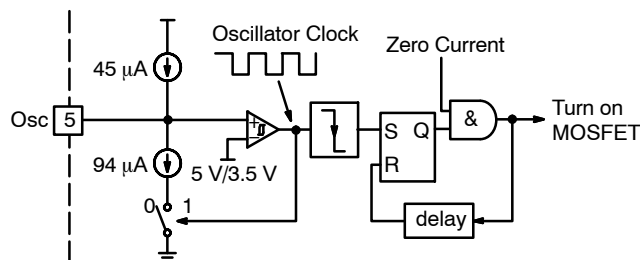 Oscillator Clock
Zero Current
45 μA
Osc 5
94 μA
5 V/3.5 V
+
−
S Q
R
&
Turn on
MOSFET
0 1
delay